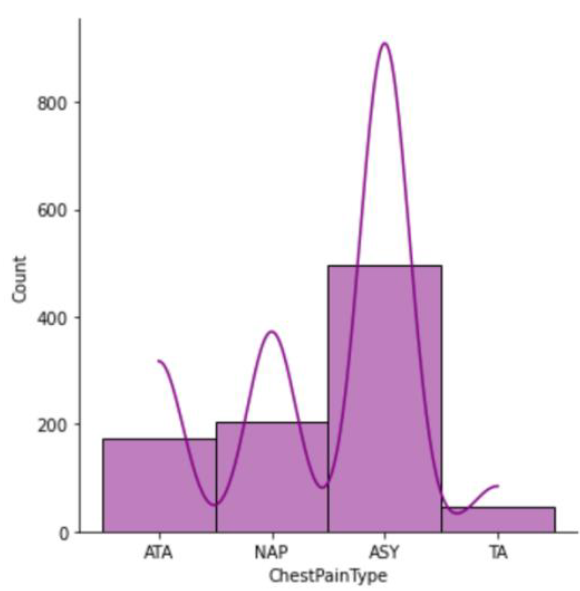 Count
800
600
400
200
0
ATA NAP ASY TA
ChestPainType